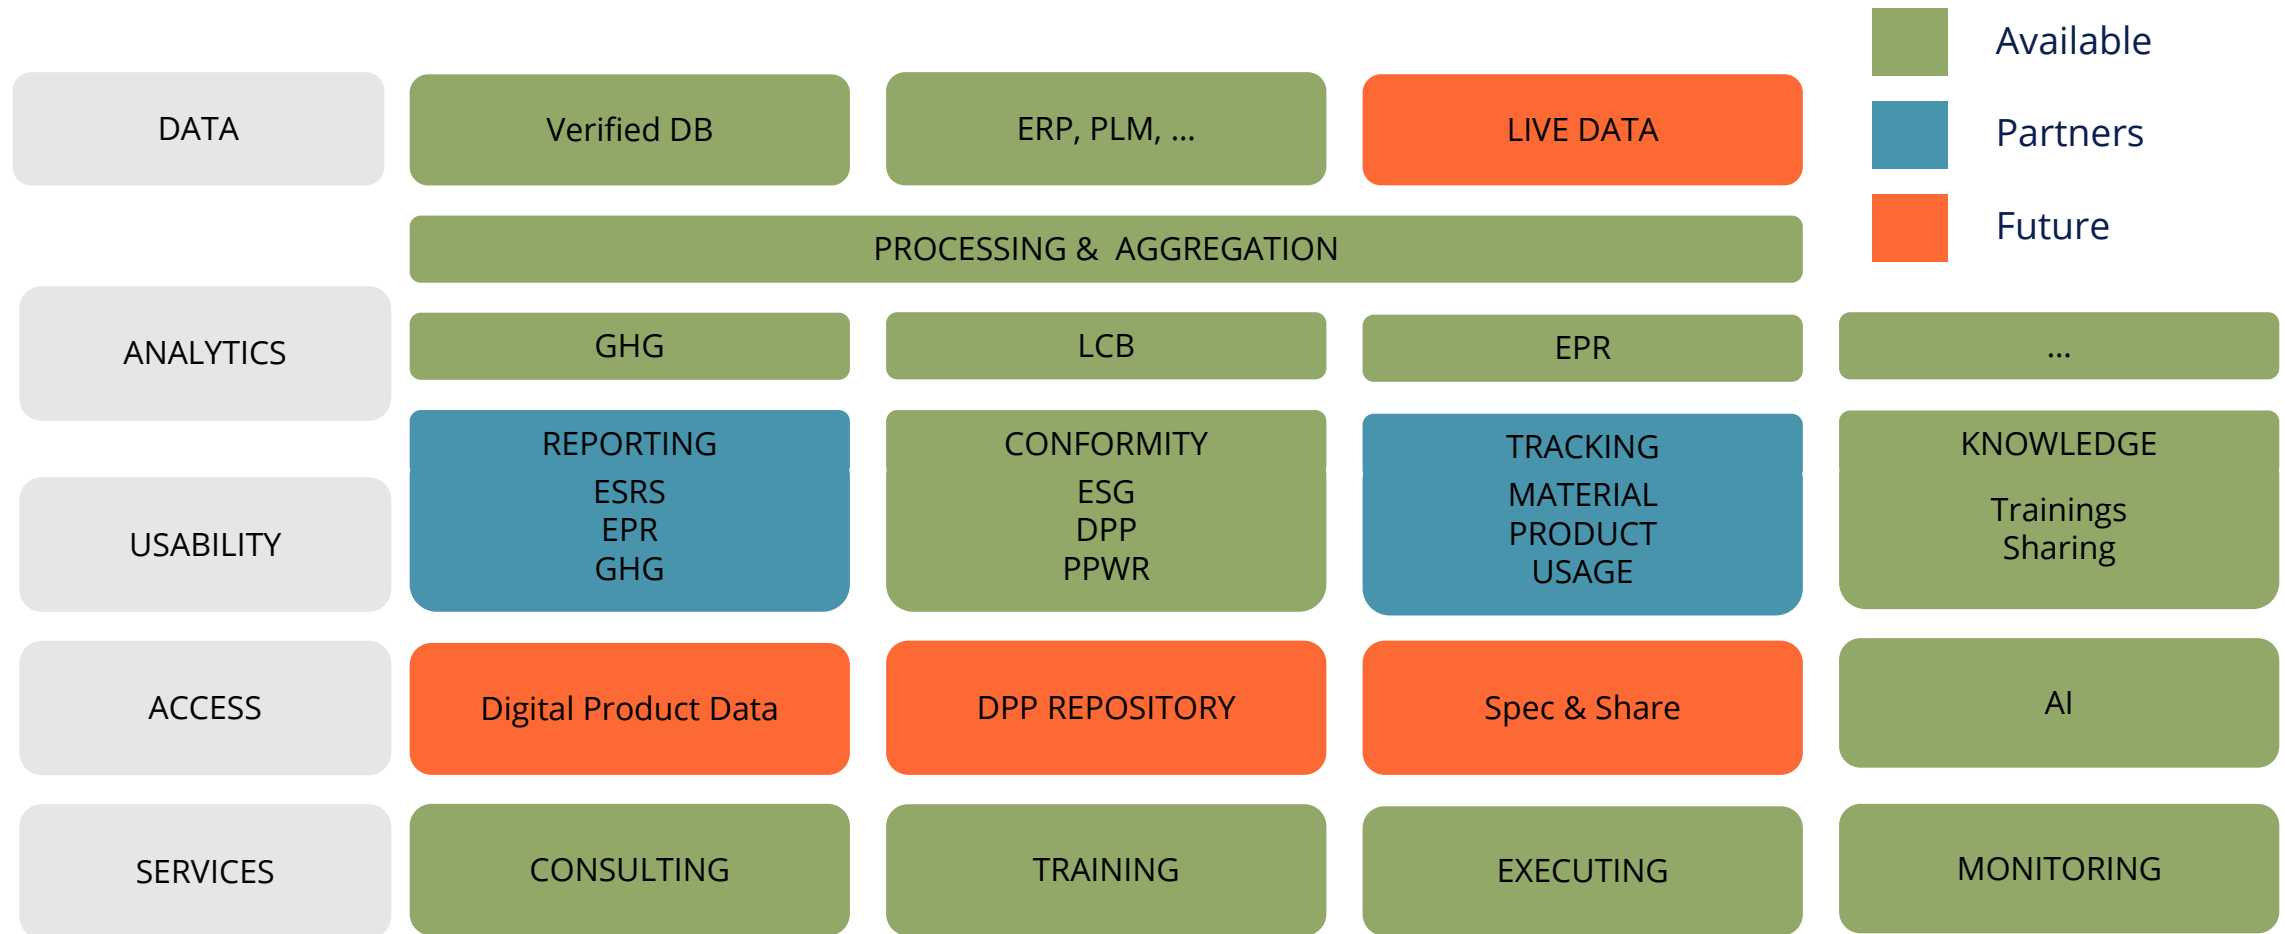 Available
Partners
Future
DATA
Verified DB
ERP, PLM, ...
LIVE DATA
PROCESSING &  AGGREGATION
ANALYTICS
GHG
LCB
EPR
...
USABILITY
REPORTING
ESRS
EPR
GHG
CONFORMITY
ESG
DPP
PPWR
TRACKING
MATERIAL
PRODUCT
USAGE
KNOWLEDGE
Trainings
Sharing
ACCESS
Digital Product Data
DPP REPOSITORY
Spec & Share
AI
SERVICES
CONSULTING
TRAINING
EXECUTING
MONITORING